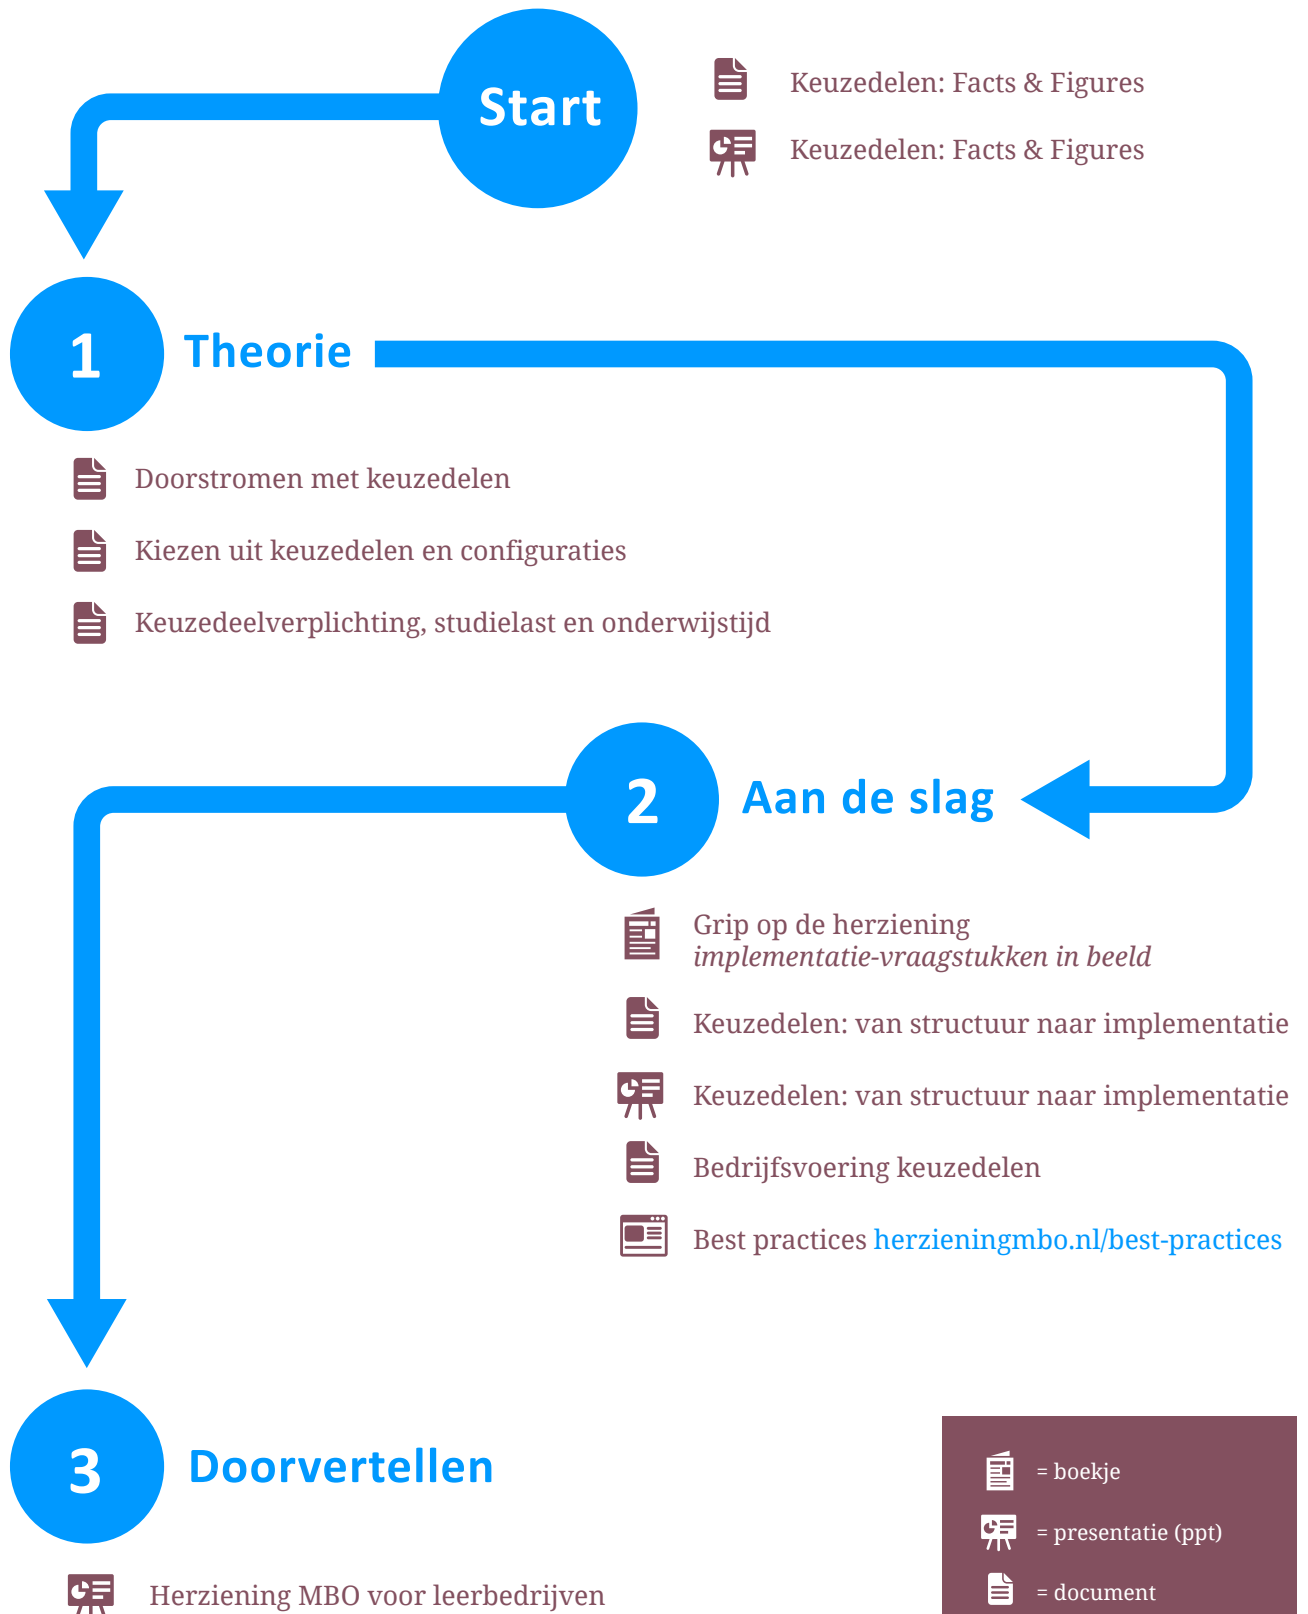 Start
Keuzedelen: Facts & Figures
Keuzedelen: Facts & Figures
1
Theorie
Doorstromen met keuzedelen
Kiezen uit keuzedelen en configuraties
Keuzedeelverplichting, studielast en onderwijstijd
2
Aan de slag
Grip op de herziening
implementatie-vraagstukken in beeld
Keuzedelen: van structuur naar implementatie
Keuzedelen: van structuur naar implementatie
Bedrijfsvoering keuzedelen
Best practices herzieningmbo.nl/best-practices
3
Doorvertellen
Herziening MBO voor leerbedrijven
= boekje
= presentatie (ppt)
= document